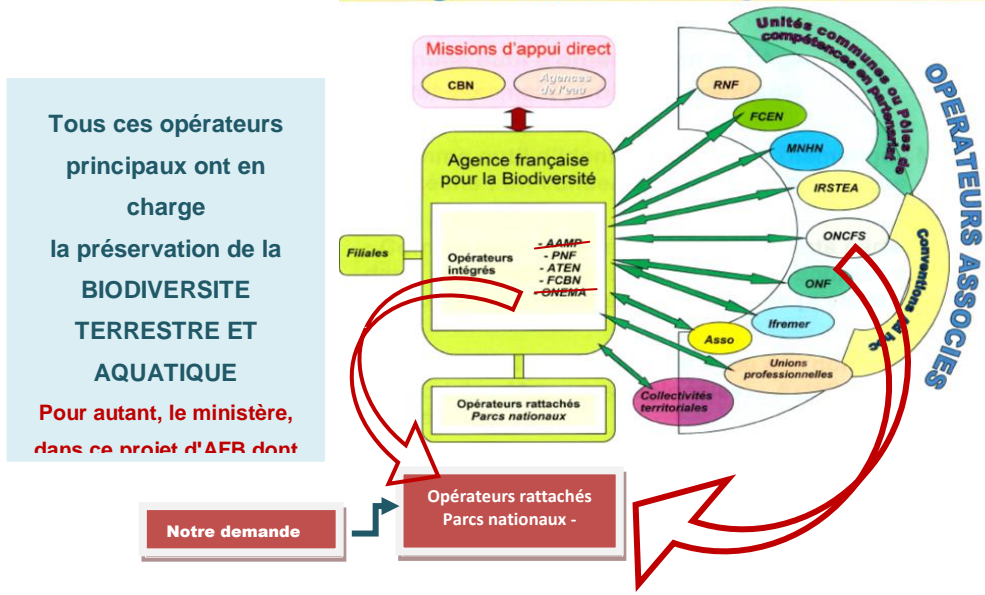 Tous ces opérateurs
principaux ont en
charge
la préservation de la
BIODIVERSITE
TERRESTRE ET
AQUATIQUE
Pour autant, le ministère,
dans ce projet d'AFB dont
Missions d'appui direct
CBN
Agences
de l'eau
Agence française
pour la Biodiversité
Filiales
Opérateurs
intégrés
- AAMP
- PNF
- ATEN
- FCBN
- ONEMA
Opérateurs rattachés
Parcs nationaux
RNF
FCEN
MNHN
IRSTEA
ONCFS
ONF
Ifremer
Asso
Unions
professionnelles
Collectivités
territoriales
Unités communes ou Pôles de
compétences en partenariat
Conventions Ad hoc
OPERATEURS ASSOCIES
Notre demande
Opérateurs rattachés
Parcs nationaux -